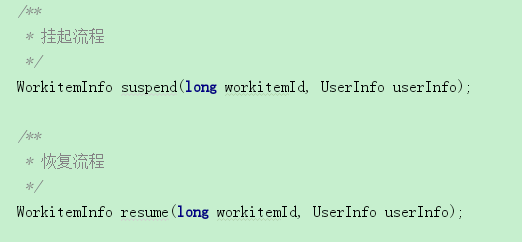 /**
* 挂起流程
*/
WorkitemInfo suspend(long workitemId, UserInfo userInfo);
/**
* 恢复流程
*/
WorkitemInfo resume(long workitemId, UserInfo userInfo);